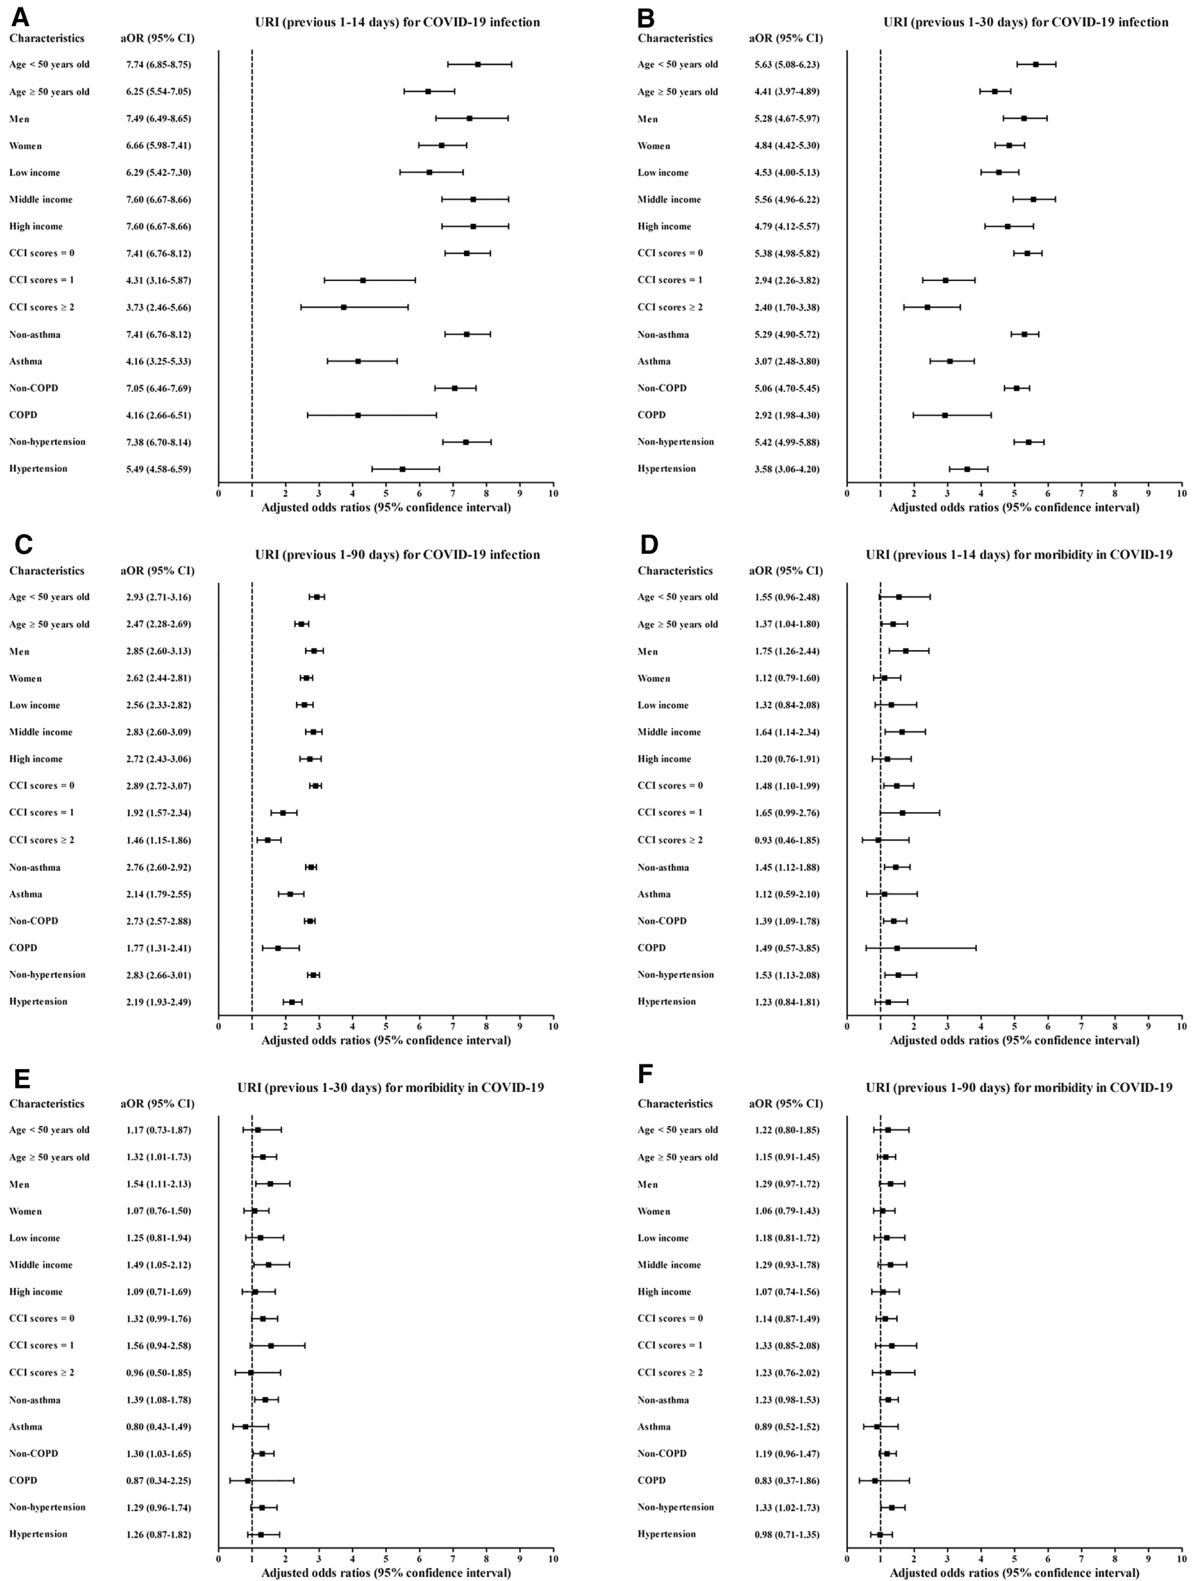 A
URI (previous 1-14 days) for COVID-19 infection
Characteristics aOR (95% CI)
Age < 50 years old 7.74 (6.85-8.75)
Age ≥ 50 years old 6.25 (5.54-7.05)
Men 7.49 (6.49-8.65)
Women 6.66 (5.98-7.41)
Low income 6.29 (5.42-7.30)
Middle income 7.60 (6.67-8.66)
High income 7.60 (6.67-8.66)
CCI scores = 0 7.41 (6.76-8.12)
CCI scores = 1 4.31 (3.16-5.87)
CCI scores ≥ 2 3.73 (2.46-5.66)
Non-asthma 7.41 (6.76-8.12)
Asthma 4.16 (3.25-5.33)
Non-COPD 7.05 (6.46-7.69)
COPD 4.16 (2.66-6.51)
Non-hypertension 7.38 (6.70-8.14)
Hypertension 5.49 (4.58-6.59)
0 1 2 3 4 5 6 7 8 9 10
Adjusted odds ratios (95% confidence interval)
B
URI (previous 1-30 days) for COVID-19 infection
Characteristics aOR (95% CI)
Age < 50 years old 5.63 (5.08-6.23)
Age ≥ 50 years old 4.41 (3.97-4.89)
Men 5.28 (4.67-5.97)
Women 4.84 (4.42-5.30)
Low income 4.53 (4.00-5.13)
Middle income 5.56 (4.96-6.22)
High income 4.79 (4.12-5.57)
CCI scores = 0 5.38 (4.98-5.82)
CCI scores = 1 2.94 (2.26-3.82)
CCI scores ≥ 2 2.40 (1.70-3.38)
Non-asthma 5.29 (4.90-5.72)
Asthma 3.07 (2.48-3.80)
Non-COPD 5.06 (4.70-5.45)
COPD 2.92 (1.98-4.30)
Non-hypertension 5.42 (4.99-5.88)
Hypertension 3.58 (3.06-4.20)
0 1 2 3 4 5 6 7 8 9 10
Adjusted odds ratios (95% confidence interval)
C
URI (previous 1-90 days) for COVID-19 infection
Characteristics aOR (95% CI)
Age < 50 years old 2.93 (2.71-3.16)
Age ≥ 50 years old 2.47 (2.28-2.69)
Men 2.85 (2.60-3.13)
Women 2.62 (2.44-2.81)
Low income 2.56 (2.33-2.82)
Middle income 2.83 (2.60-3.09)
High income 2.72 (2.43-3.06)
CCI scores = 0 2.89 (2.72-3.07)
CCI scores = 1 1.92 (1.57-2.34)
CCI scores ≥ 2 1.46 (1.15-1.86)
Non-asthma 2.76 (2.60-2.92)
Asthma 2.14 (1.79-2.55)
Non-COPD 2.73 (2.57-2.88)
COPD 1.77 (1.31-2.41)
Non-hypertension 2.83 (2.66-3.01)
Hypertension 2.19 (1.93-2.49)
0 1 2 3 4 5 6 7 8 9 10
Adjusted odds ratios (95% confidence interval)
D
URI (previous 1-14 days) for moribidity in COVID-19
Characteristics aOR (95% CI)
Age < 50 years old 1.55 (0.96-2.48)
Age ≥ 50 years old 1.37 (1.04-1.80)
Men 1.75 (1.26-2.44)
Women 1.12 (0.79-1.60)
Low income 1.32 (0.84-2.08)
Middle income 1.64 (1.14-2.34)
High income 1.20 (0.76-1.91)
CCI scores = 0 1.48 (1.10-1.99)
CCI scores = 1 1.65 (0.99-2.76)
CCI scores ≥ 2 0.93 (0.46-1.85)
Non-asthma 1.45 (1.12-1.88)
Asthma 1.12 (0.59-2.10)
Non-COPD 1.39 (1.09-1.78)
COPD 1.49 (0.57-3.85)
Non-hypertension 1.53 (1.13-2.08)
Hypertension 1.23 (0.84-1.81)
0 1 2 3 4 5 6 7 8 9 10
Adjusted odds ratios (95% confidence interval)
E
URI (previous 1-30 days) for moribidity in COVID-19
Characteristics aOR (95% CI)
Age < 50 years old 1.17 (0.73-1.87)
Age ≥ 50 years old 1.32 (1.01-1.73)
Men 1.54 (1.11-2.13)
Women 1.07 (0.76-1.50)
Low income 1.25 (0.81-1.94)
Middle income 1.49 (1.05-2.12)
High income 1.09 (0.71-1.69)
CCI scores = 0 1.32 (0.99-1.76)
CCI scores = 1 1.56 (0.94-2.58)
CCI scores ≥ 2 0.96 (0.50-1.85)
Non-asthma 1.39 (1.08-1.78)
Asthma 0.80 (0.43-1.49)
Non-COPD 1.30 (1.03-1.65)
COPD 0.87 (0.34-2.25)
Non-hypertension 1.29 (0.96-1.74)
Hypertension 1.26 (0.87-1.82)
0 1 2 3 4 5 6 7 8 9 10
Adjusted odds ratios (95% confidence interval)
F
URI (previous 1-90 days) for moribidity in COVID-19
Characteristics aOR (95% CI)
Age < 50 years old 1.22 (0.80-1.85)
Age ≥ 50 years old 1.15 (0.91-1.45)
Men 1.29 (0.97-1.72)
Women 1.06 (0.79-1.43)
Low income 1.18 (0.81-1.72)
Middle income 1.29 (0.93-1.78)
High income 1.07 (0.74-1.56)
CCI scores = 0 1.14 (0.87-1.49)
CCI scores = 1 1.33 (0.85-2.08)
CCI scores ≥ 2 1.23 (0.76-2.02)
Non-asthma 1.23 (0.98-1.53)
Asthma 0.89 (0.52-1.52)
Non-COPD 1.19 (0.96-1.47)
COPD 0.83 (0.37-1.86)
Non-hypertension 1.33 (1.02-1.73)
Hypertension 0.98 (0.71-1.35)
0 1 2 3 4 5 6 7 8 9 10
Adjusted odds ratios (95% confidence interval)